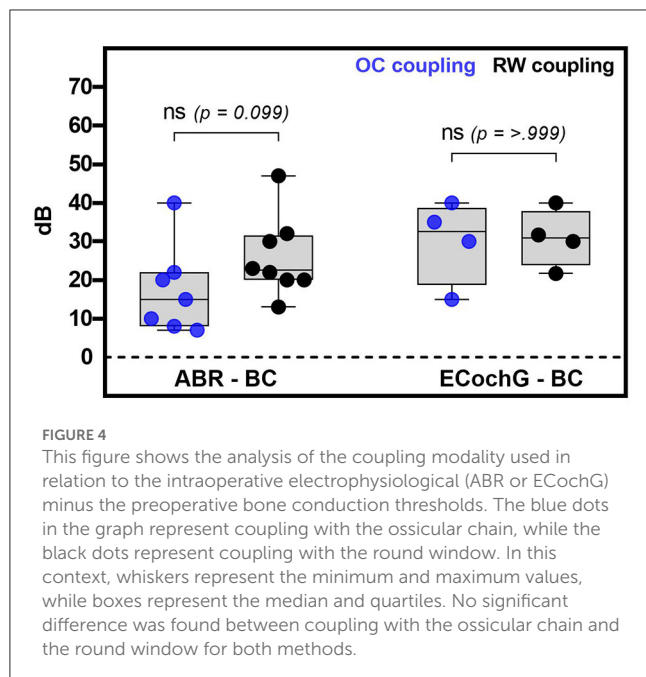 OC coupling RW coupling
ns (p = 0.099)
ns (p = >.999)
dB
70
60
50
40
30
20
10
0
ABR - BC
ECochG - BC
FIGURE 4
This figure shows the analysis of the coupling modality used in
relation to the intraoperative electrophysiological (ABR or ECochG)
minus the preoperative bone conduction thresholds. The blue dots
in the graph represent coupling with the ossicular chain, while the
black dots represent coupling with the round window. In this
context, whiskers represent the minimum and maximum values,
while boxes represent the median and quartiles. No significant
difference was found between coupling with the ossicular chain and
the round window for both methods.